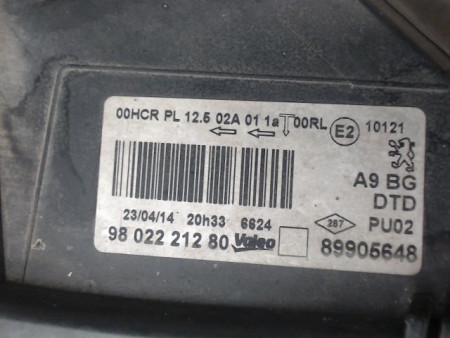 00HCR PL 12.5 02A 01 1a 00RL E2 10121
A9 BG
DTD
23/04/14 20h33 6624 287 PU02
98 022 212 80 Valeo 89905648